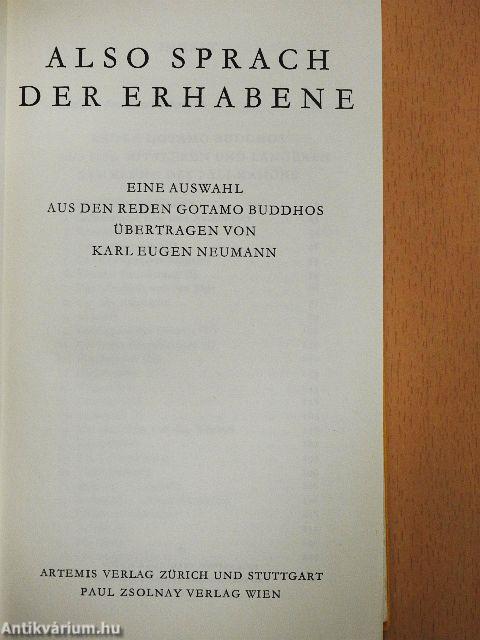 ALSO SPRACH
DER ERHABENE
EINE AUSWAHL
AUS DEN REDEN GOTAMO BUDDHOS
ÜBERTRAGEN VON
KARL EUGEN NEUMANN
ARTEMIS VERLAG ZÜRICH UND STUTTGART
PAUL ZSOLNAY VERLAG WIEN
Antikvárium.hu